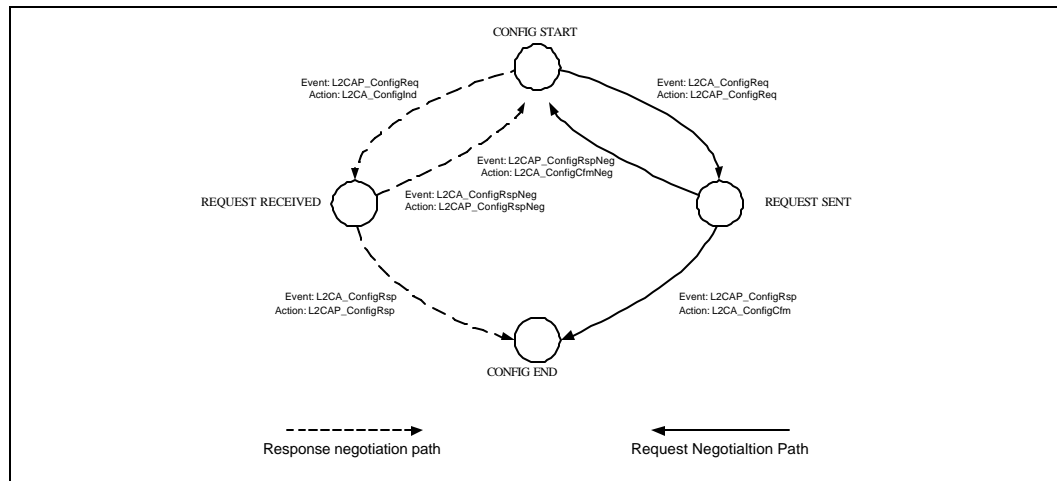 CONFIG START
Event: L2CAP_ConfigReq
Action: L2CA_ConfigInd
Event: L2CA_ConfigReq
Action: L2CAP_ConfigReq
Event: L2CAP_ConfigRspNeg
Action: L2CA_ConfigCfmNeg
Event: L2CA_ConfigRspNeg
Action: L2CAP_ConfigRspNeg
REQUEST RECEIVED
REQUEST SENT
Event: L2CA_ConfigRsp
Action: L2CAP_ConfigRsp
Event: L2CAP_ConfigRsp
Action: L2CA_ConfigCfm
CONFIG END
Response negotiation path
Request Negotialtion Path